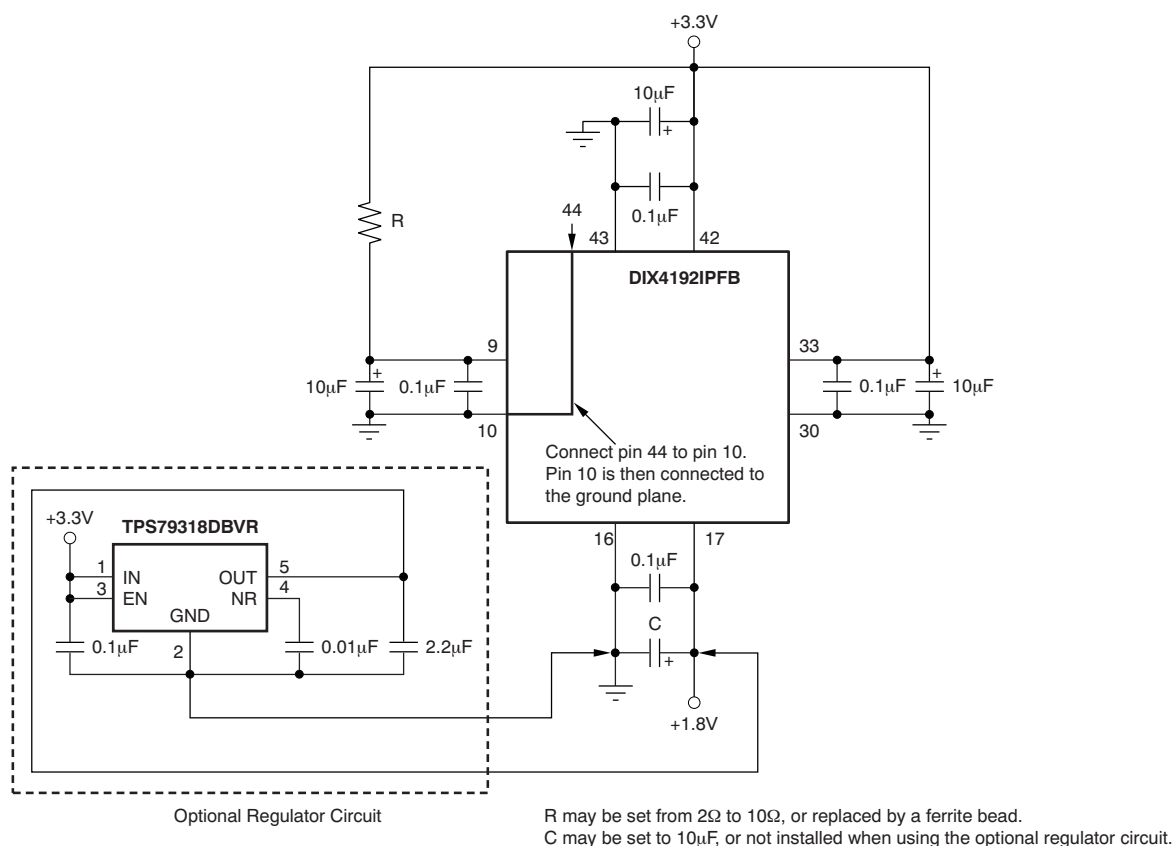 +3.3V
10μF
+
0.1μF
44
43
42
R
DIX4192IPFB
9
33
10μF
+
0.1μF
0.1μF
+
10μF
10
30
Connect pin 44 to pin 10.
Pin 10 is then connected to
the ground plane.
16
17
0.1μF
C
+
+1.8V
+3.3V
TPS79318DBVR
1
IN
OUT
5
3
EN
NR
4
GND
2
0.1μF
0.01μF
2.2μF
Optional Regulator Circuit
R may be set from 2Ω to 10Ω, or replaced by a ferrite bead.
C may be set to 10μF, or not installed when using the optional regulator circuit.